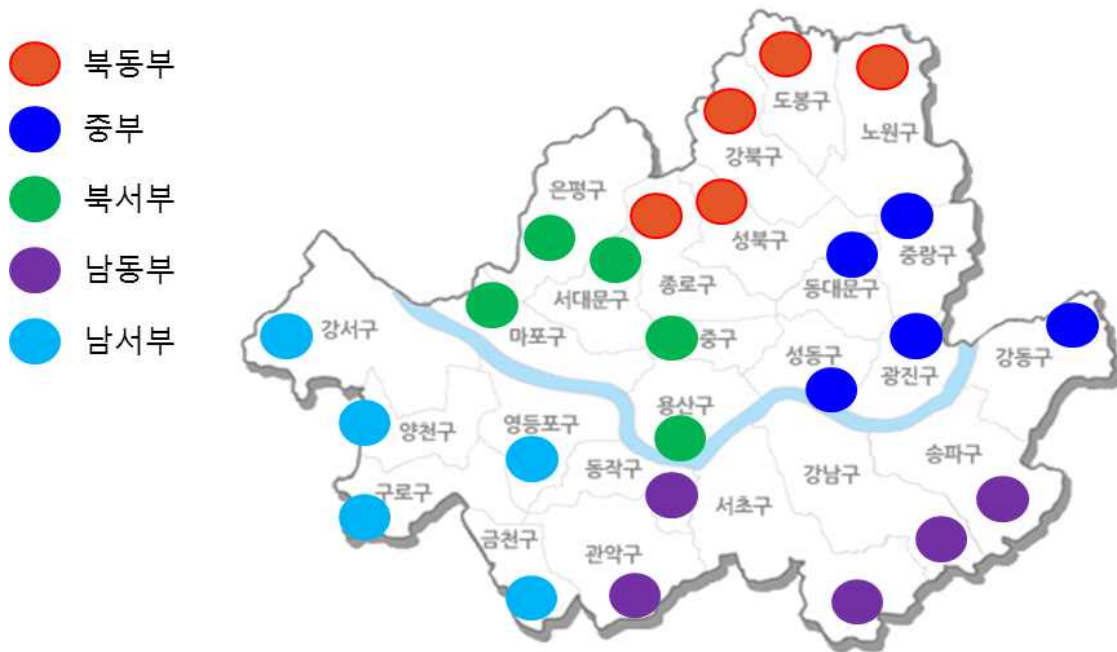 북동부
중부
북서부
남동부
남서부
도봉구
노원구
강북구
은평구
성북구
중랑구
서대문구
종로구
동대문구
강서구
마포구
중구
성동구
광진구
강동구
용산구
양천구
영등포구
동작구
강남구
송파구
서초구
구로구
금천구
관악구